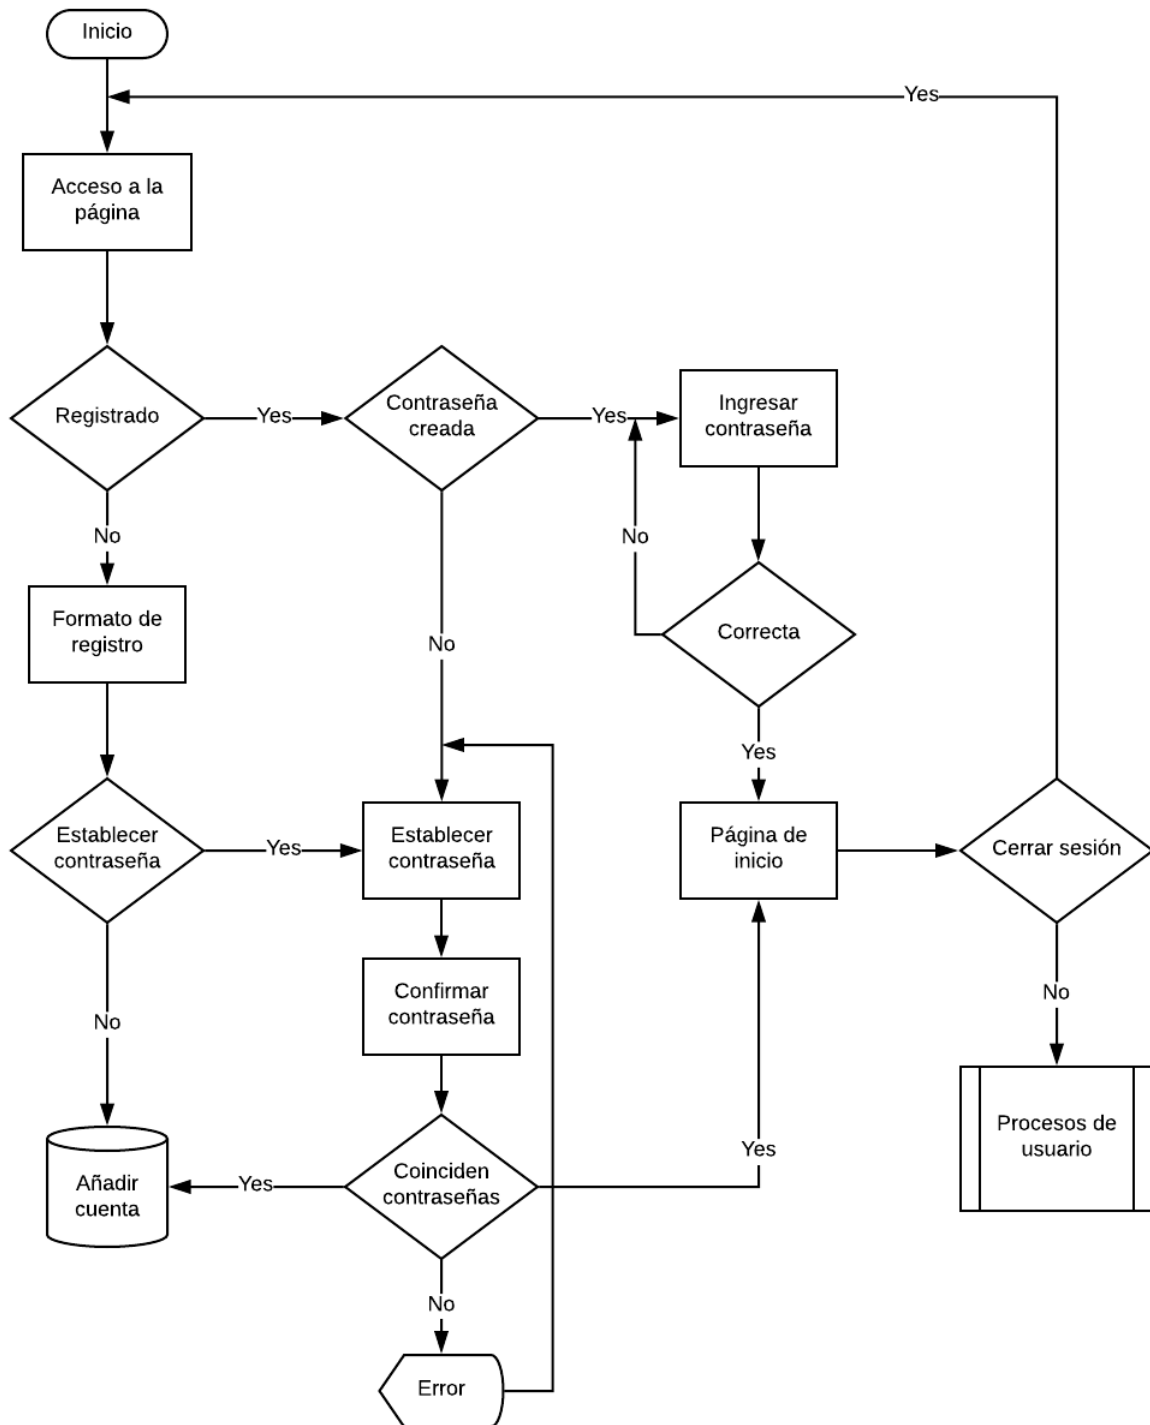 Inicio
Yes
Acceso a la
página
Registrado
Yes
Contraseña
creada
Yes
Ingresar
contraseña
No
No
Formato de
registro
No
Correcta
Yes
Establecer
contraseña
Yes
Establecer
contraseña
Página de
inicio
Cerrar sesión
No
Confirmar
contraseña
No
Procesos de
usuario
Añadir
cuenta
Yes
Coinciden
contraseñas
Yes
No
Error